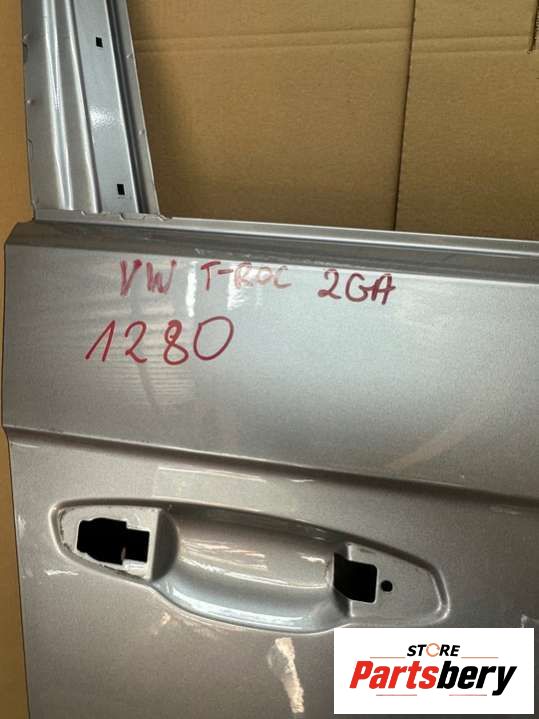 VW T-ROC 2GA
1280
STORE
Partsbery